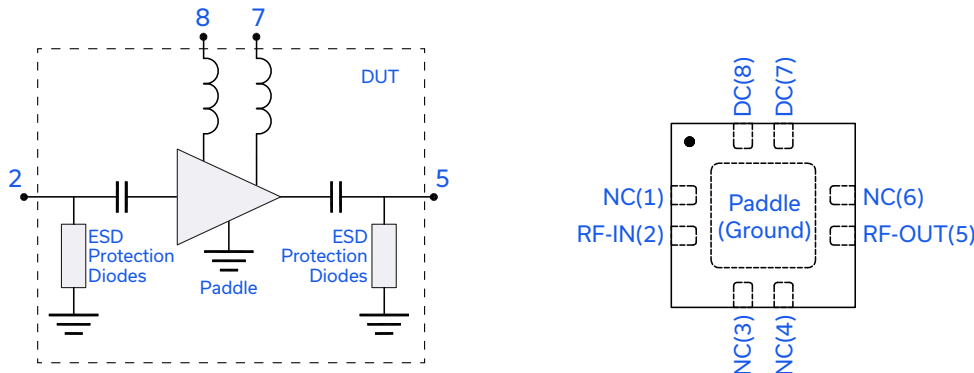 8
7
DUT
2
5
ESD
Protection
Diodes
ESD
Protection
Diodes
Paddle
DC(8)
DC(7)
NC(1)
RF-IN(2)
Paddle
(Ground)
NC(6)
RF-OUT(5)
NC(3)
NC(4)